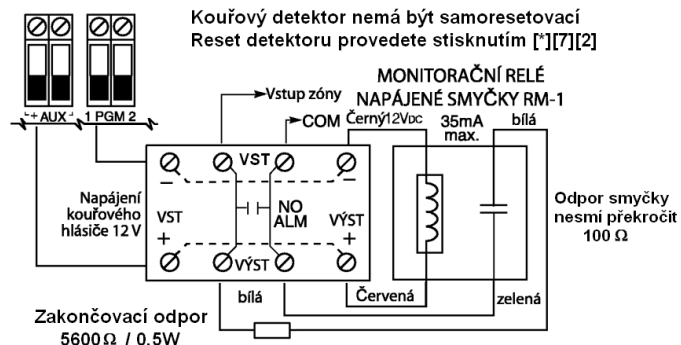 Kouřový detektor nemá být samoresetovací
Reset detektoru provedete stisknutím [*][7][2]
MONITORAČNÍ RELÉ
NAPÁJENÉ SMYČKY RM-1
+ AUX -
1 PGM 2
Vstup zóny
COM
Černý12VDC
35mA
max.
bílá
VST
−
−
Napájení
kouřového
hlásiče 12 V
VST
+
NO
ALM
VÝST
+
VÝST
Odpor smyčky
nesmí překročit
100 Ω
bílá
Červená
zelená
Zakončovací odpor
5600Ω / 0.5W